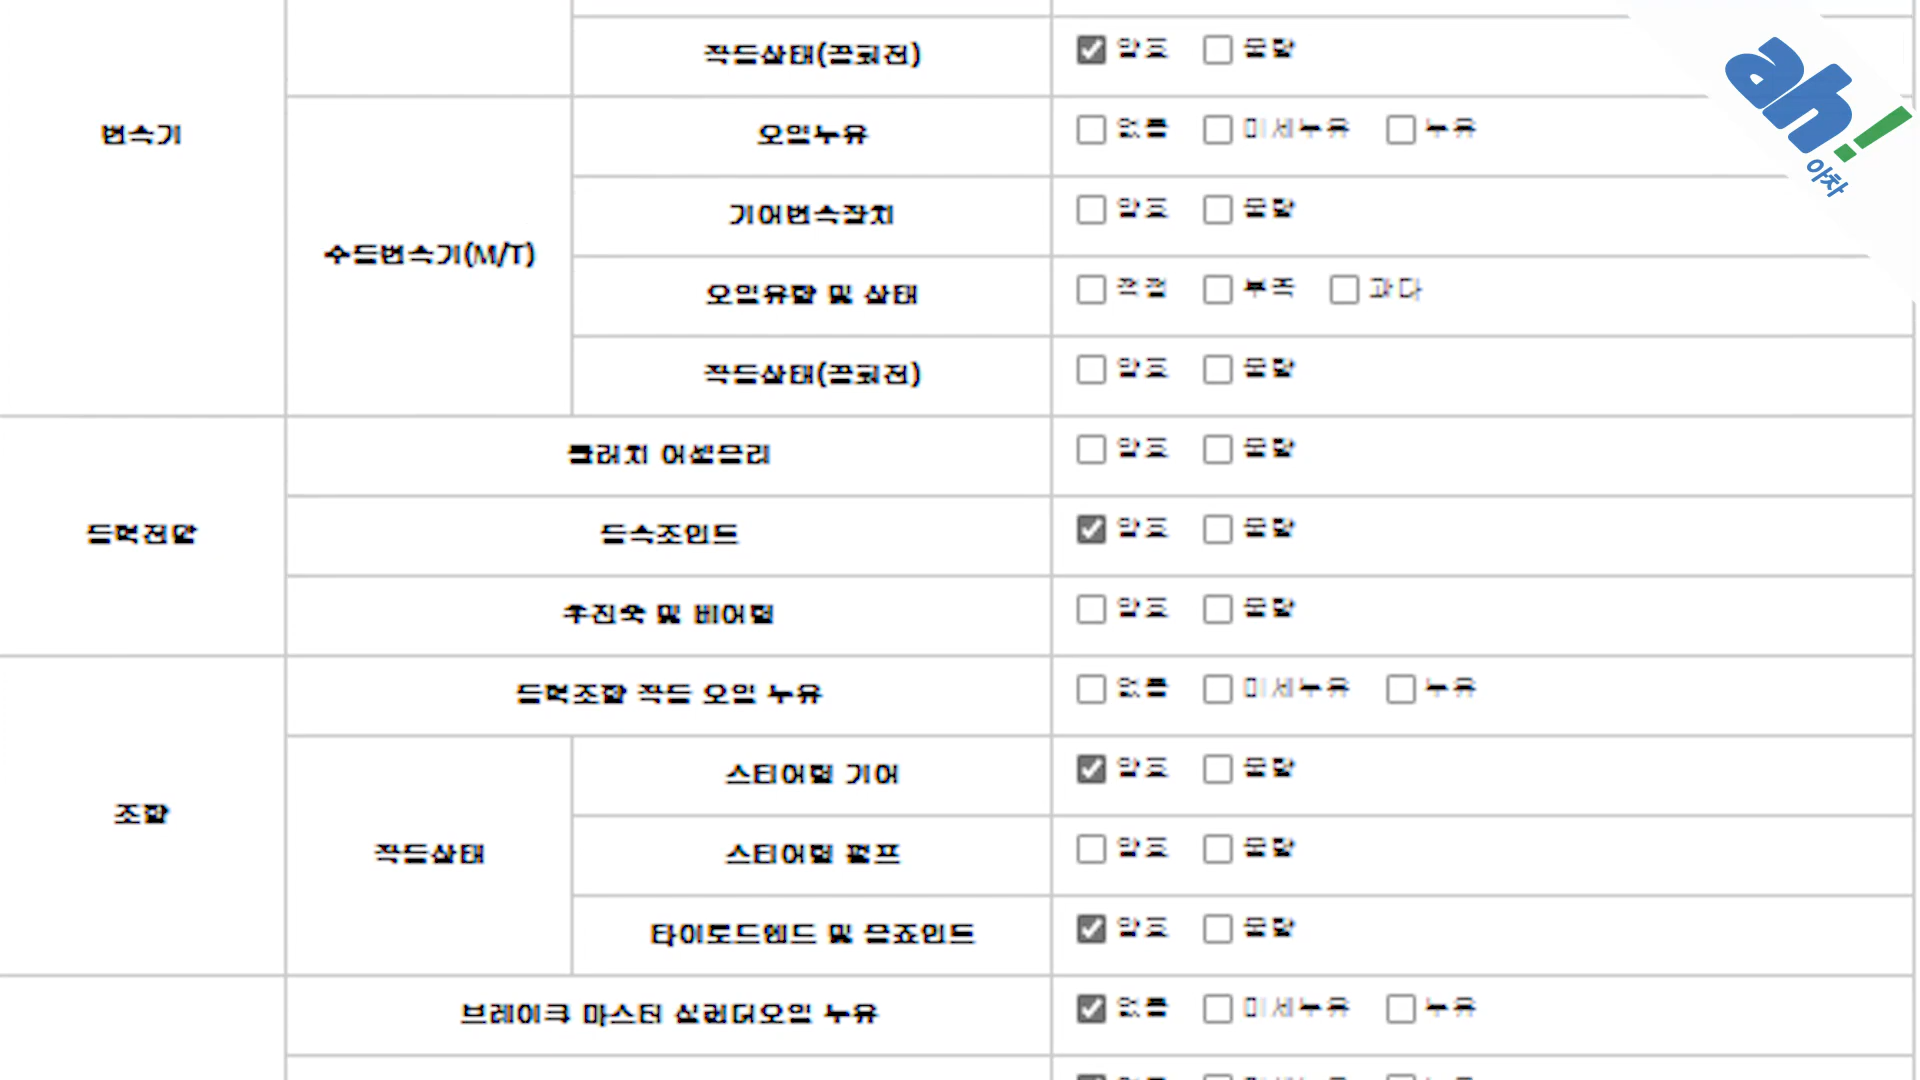 작동상태(공회전) 양호 불량
변속기
오일누유 없음 미세누유 누유
기어변속장치 양호 불량
수동변속기(M/T)
오일유량 및 상태 적정 부족 과다
작동상태(공회전) 양호 불량
클러치 어셈블리 양호 불량
동력전달
등속조인트 양호 불량
추진축 및 베어링 양호 불량
동력조향 작동 오일 누유 없음 미세누유 누유
스티어링 기어 양호 불량
조향
작동상태
스티어링 펌프 양호 불량
타이로드엔드 및 볼죠인트 양호 불량
브레이크 마스터 실린더오일 누유 없음 미세누유 누유
ah!
아차